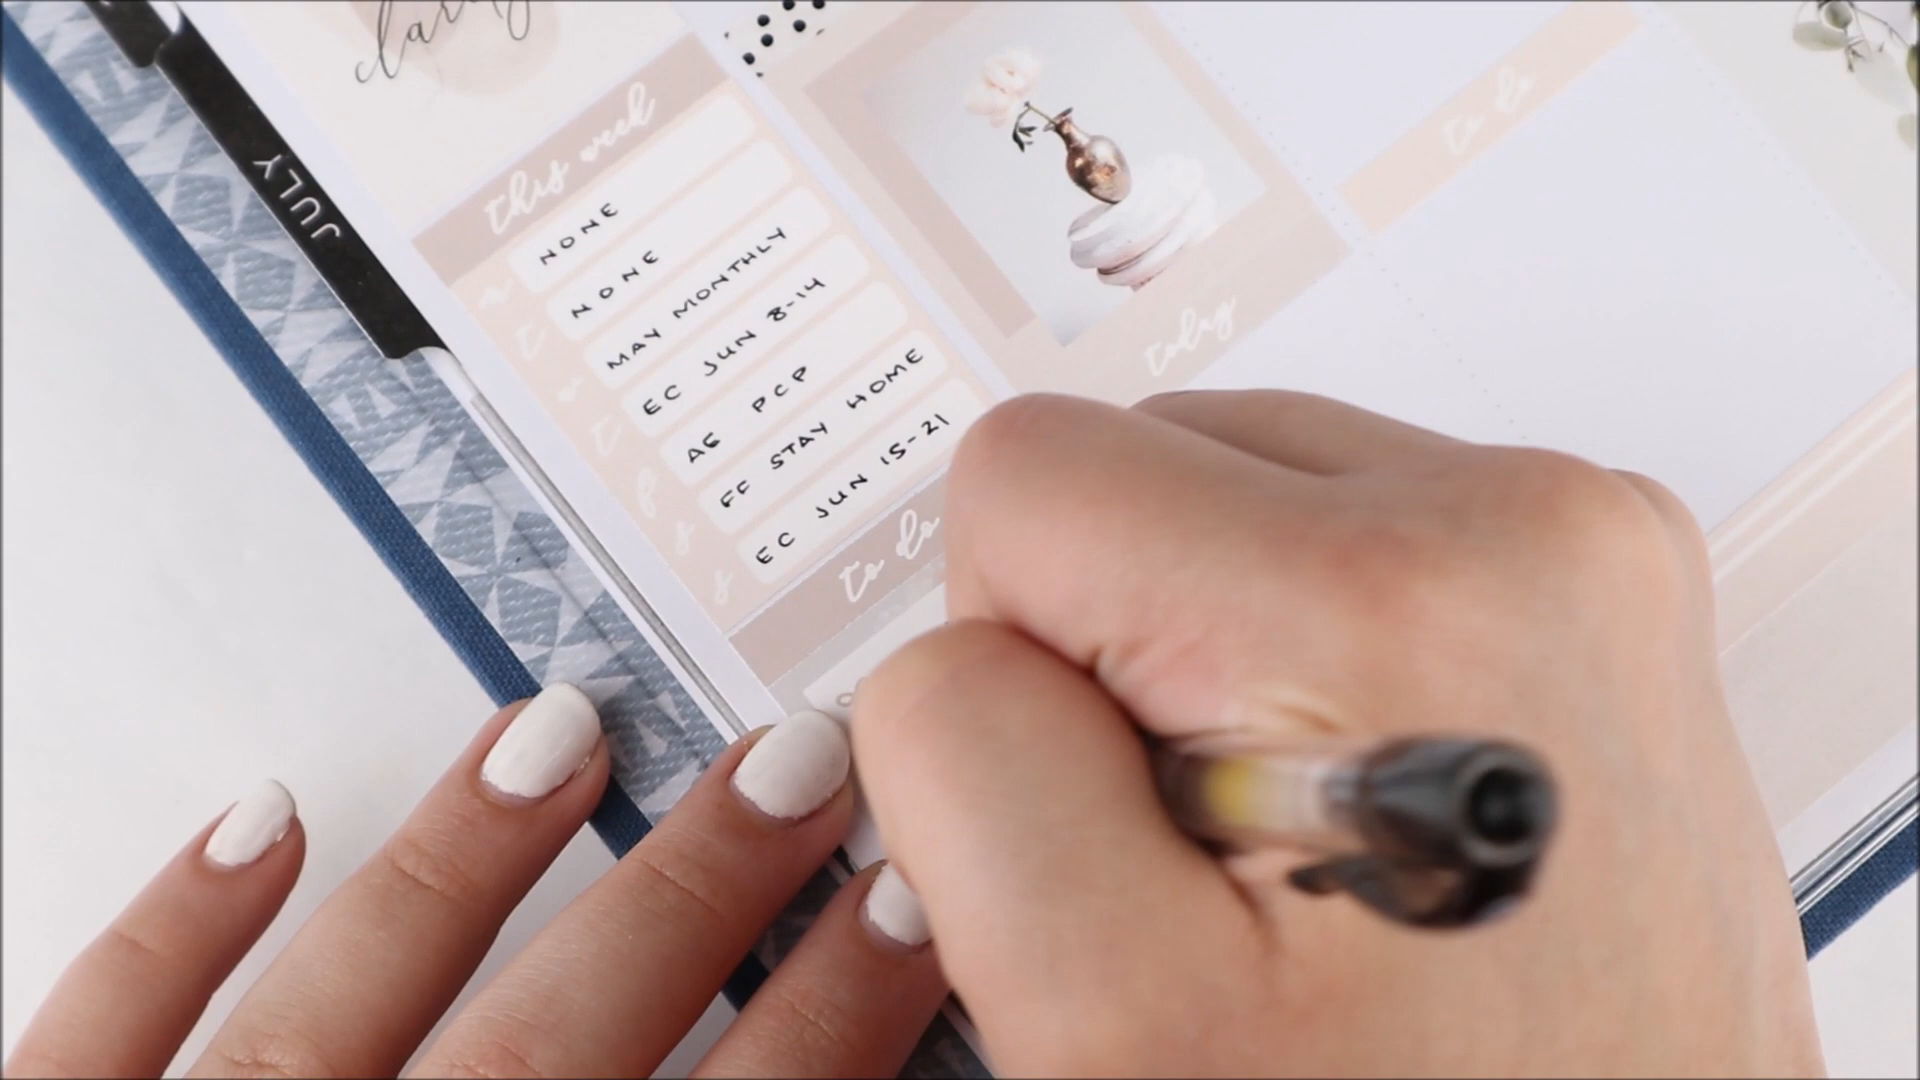 JULY
this week
NONE
NONE
MAY MONTHLY
EC JUN 8-14
AE PCP
FF STAY HOME
EC JUN 15-21
m
t
w
t
f
s
s
to do
today
to do